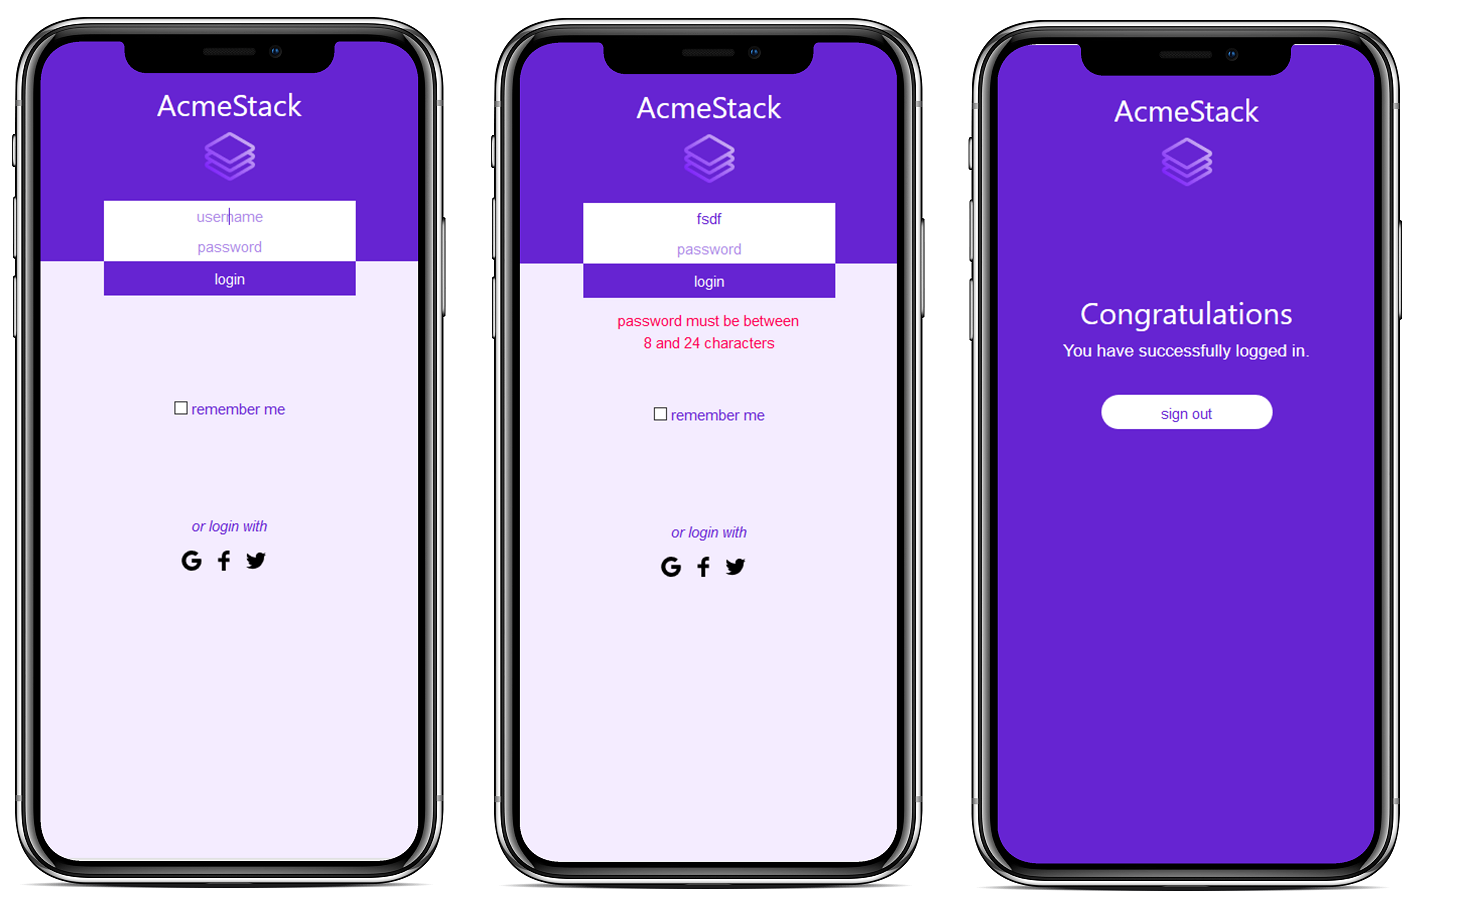 AcmeStack
username
password
login
remember me
or login with
AcmeStack
fsdf
password
login
password must be between
8 and 24 characters
remember me
or login with
AcmeStack
Congratulations
You have successfully logged in.
sign out